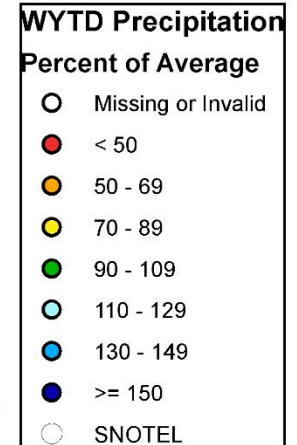 WYTD Precipitation
Percent of Average
Missing or Invalid
< 50
50 - 69
70 - 89
90 - 109
110 - 129
130 - 149
>= 150
SNOTEL